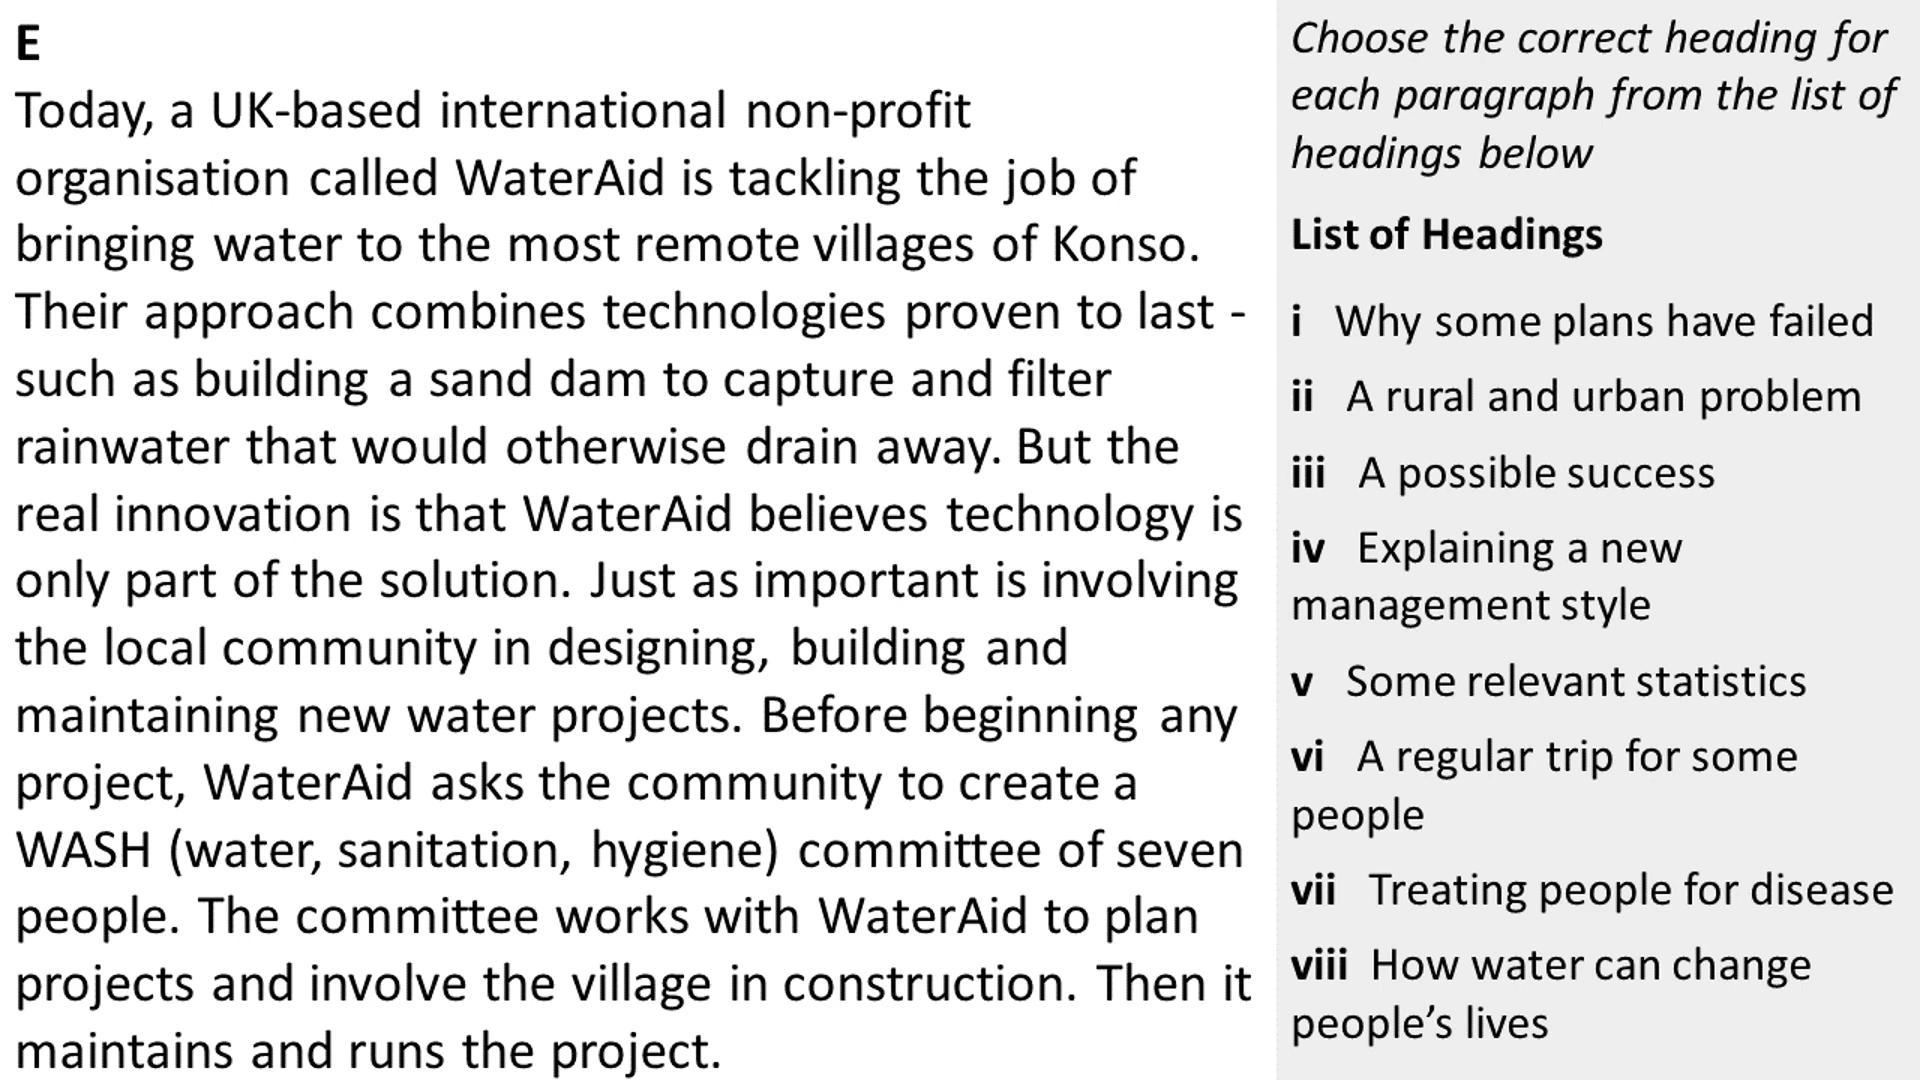 E
Today, a UK-based international non-profit
organisation called WaterAid is tackling the job of
bringing water to the most remote villages of Konso.
Their approach combines technologies proven to last -
such as building a sand dam to capture and filter
rainwater that would otherwise drain away. But the
real innovation is that WaterAid believes technology is
only part of the solution. Just as important is involving
the local community in designing, building and
maintaining new water projects. Before beginning any
project, WaterAid asks the community to create a
WASH (water, sanitation, hygiene) committee of seven
people. The committee works with WaterAid to plan
projects and involve the village in construction. Then it
maintains and runs the project.
Choose the correct heading for
each paragraph from the list of
headings below
List of Headings
i Why some plans have failed
ii A rural and urban problem
iii A possible success
iv Explaining a new
management style
v Some relevant statistics
vi A regular trip for some
people
vii Treating people for disease
viii How water can change
people’s lives